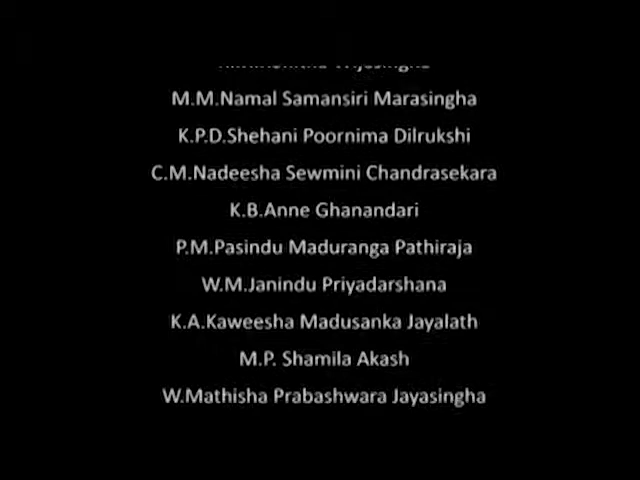 M.M.Namal Samansiri Marasingha
K.P.D.Shehani Poornima Dilrukshi
C.M.Nadeesha Sewmini Chandrasekara
K.B.Anne Ghanandari
P.M.Pasindu Maduranga Pathiraja
W.M.Janindu Priyadarshana
K.A.Kaweesha Madusanka Jayalath
M.P. Shamila Akash
W.Mathisha Prabashwara Jayasingha